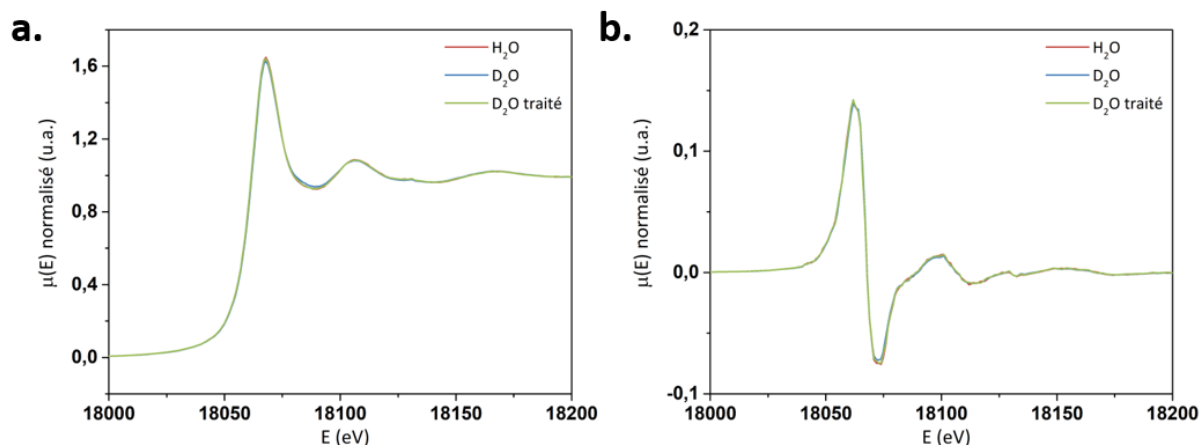 a.
H₂O
D₂O
D₂O traité
1,6
1,2
0,8
0,4
0,0
µ(E) normalisé (u.a.)
18000 18050 18100 18150 18200
E (eV)
b.
H₂O
D₂O
D₂O traité
0,2
0,1
0,0
-0,1
µ(E) normalisé (u.a.)
18000 18050 18100 18150 18200
E (eV)